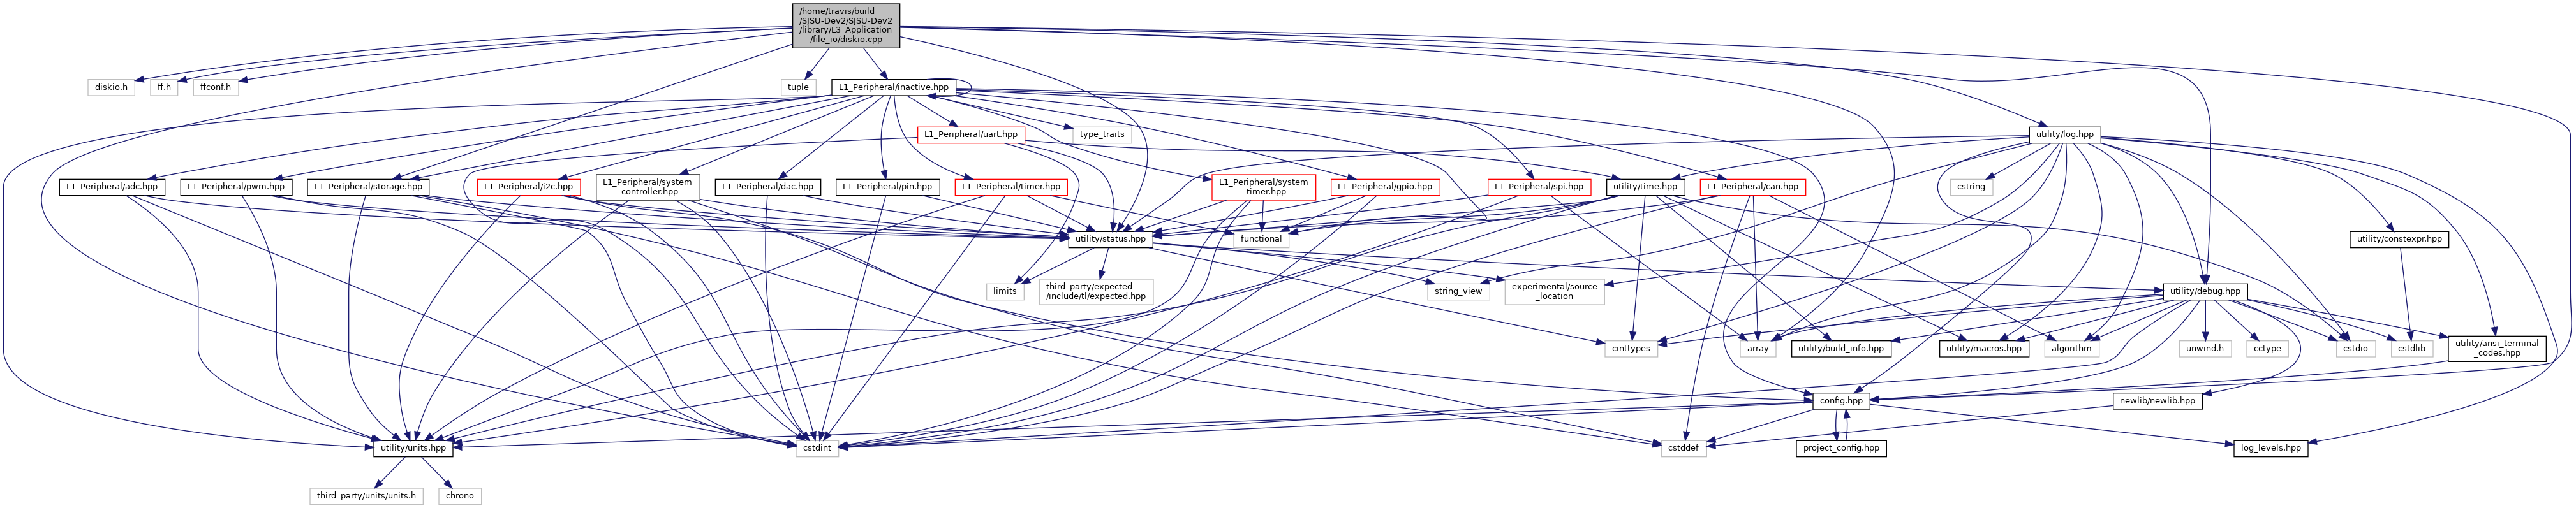 /home/travis/build
/SJSU-Dev2/SJSU-Dev2
/library/L3_Application
/file_io/diskio.cpp
diskio.h
ff.h
ffconf.h
tuple
L1_Peripheral/inactive.hpp
L1_Peripheral/uart.hpp
type_traits
utility/log.hpp
L1_Peripheral/adc.hpp
L1_Peripheral/pwm.hpp
L1_Peripheral/storage.hpp
L1_Peripheral/i2c.hpp
L1_Peripheral/system
_controller.hpp
L1_Peripheral/dac.hpp
L1_Peripheral/pin.hpp
L1_Peripheral/timer.hpp
L1_Peripheral/system
_timer.hpp
L1_Peripheral/gpio.hpp
L1_Peripheral/spi.hpp
utility/time.hpp
L1_Peripheral/can.hpp
cstring
utility/status.hpp
functional
utility/constexpr.hpp
limits
third_party/expected
/include/tl/expected.hpp
string_view
experimental/source
_location
utility/debug.hpp
cinttypes
array
utility/build_info.hpp
utility/macros.hpp
algorithm
unwind.h
cctype
cstdio
cstdlib
utility/ansi_terminal
_codes.hpp
config.hpp
newlib/newlib.hpp
utility/units.hpp
cstdint
cstddef
project_config.hpp
log_levels.hpp
third_party/units/units.h
chrono